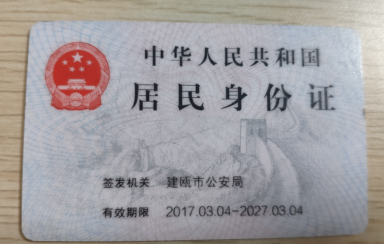 中华人民共和国
居民身份证
签发机关 建瓯市公安局
有效期限 2017.03.04-2027.03.04